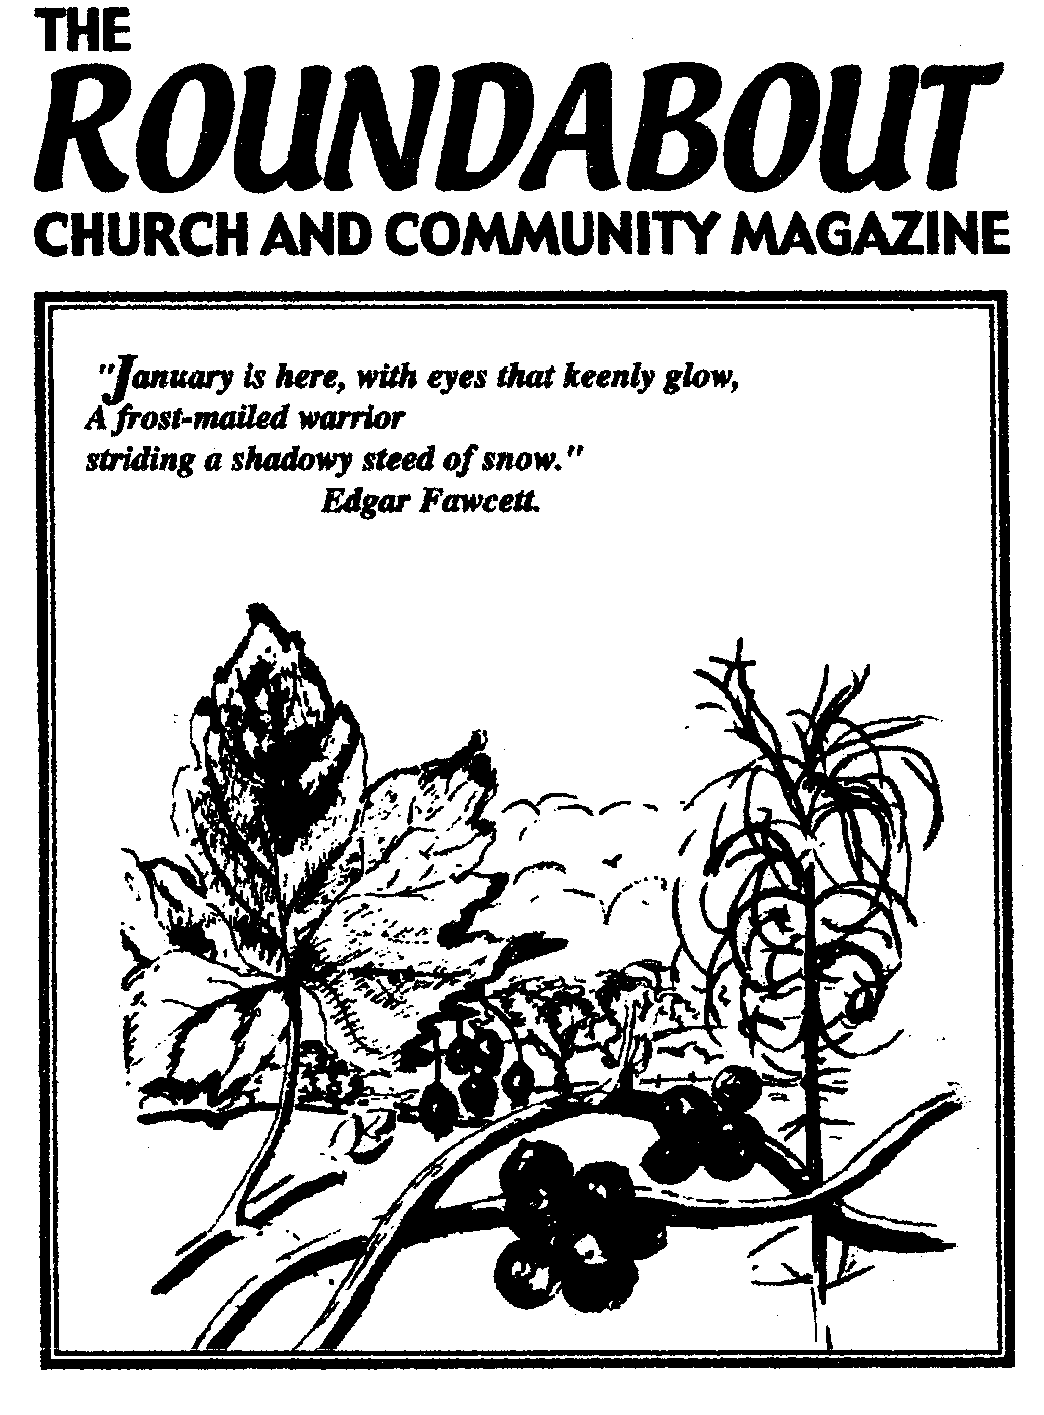 THE
ROUNDABOUT
CHURCH AND COMMUNITY MAGAZINE
"January is here, with eyes that keenly glow,
A frost-mailed warrior
striding a shadowy steed of snow."
Edgar Fawcett.